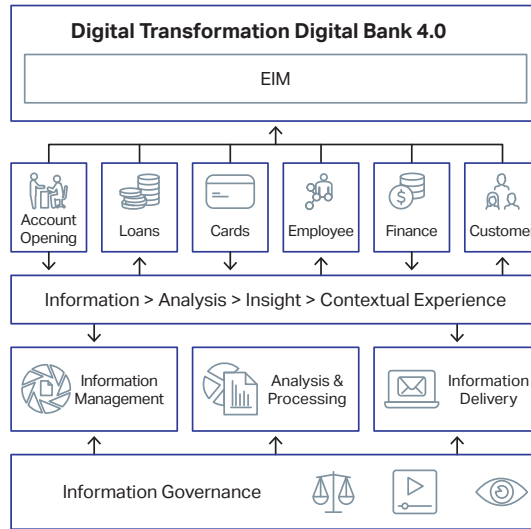 Digital Transformation Digital Bank 4.0
EIM
Account
Opening
Loans
Cards
Employee
Finance
Customer
Information > Analysis > Insight > Contextual Experience
Information
Management
Analysis &
Processing
Information
Delivery
Information Governance